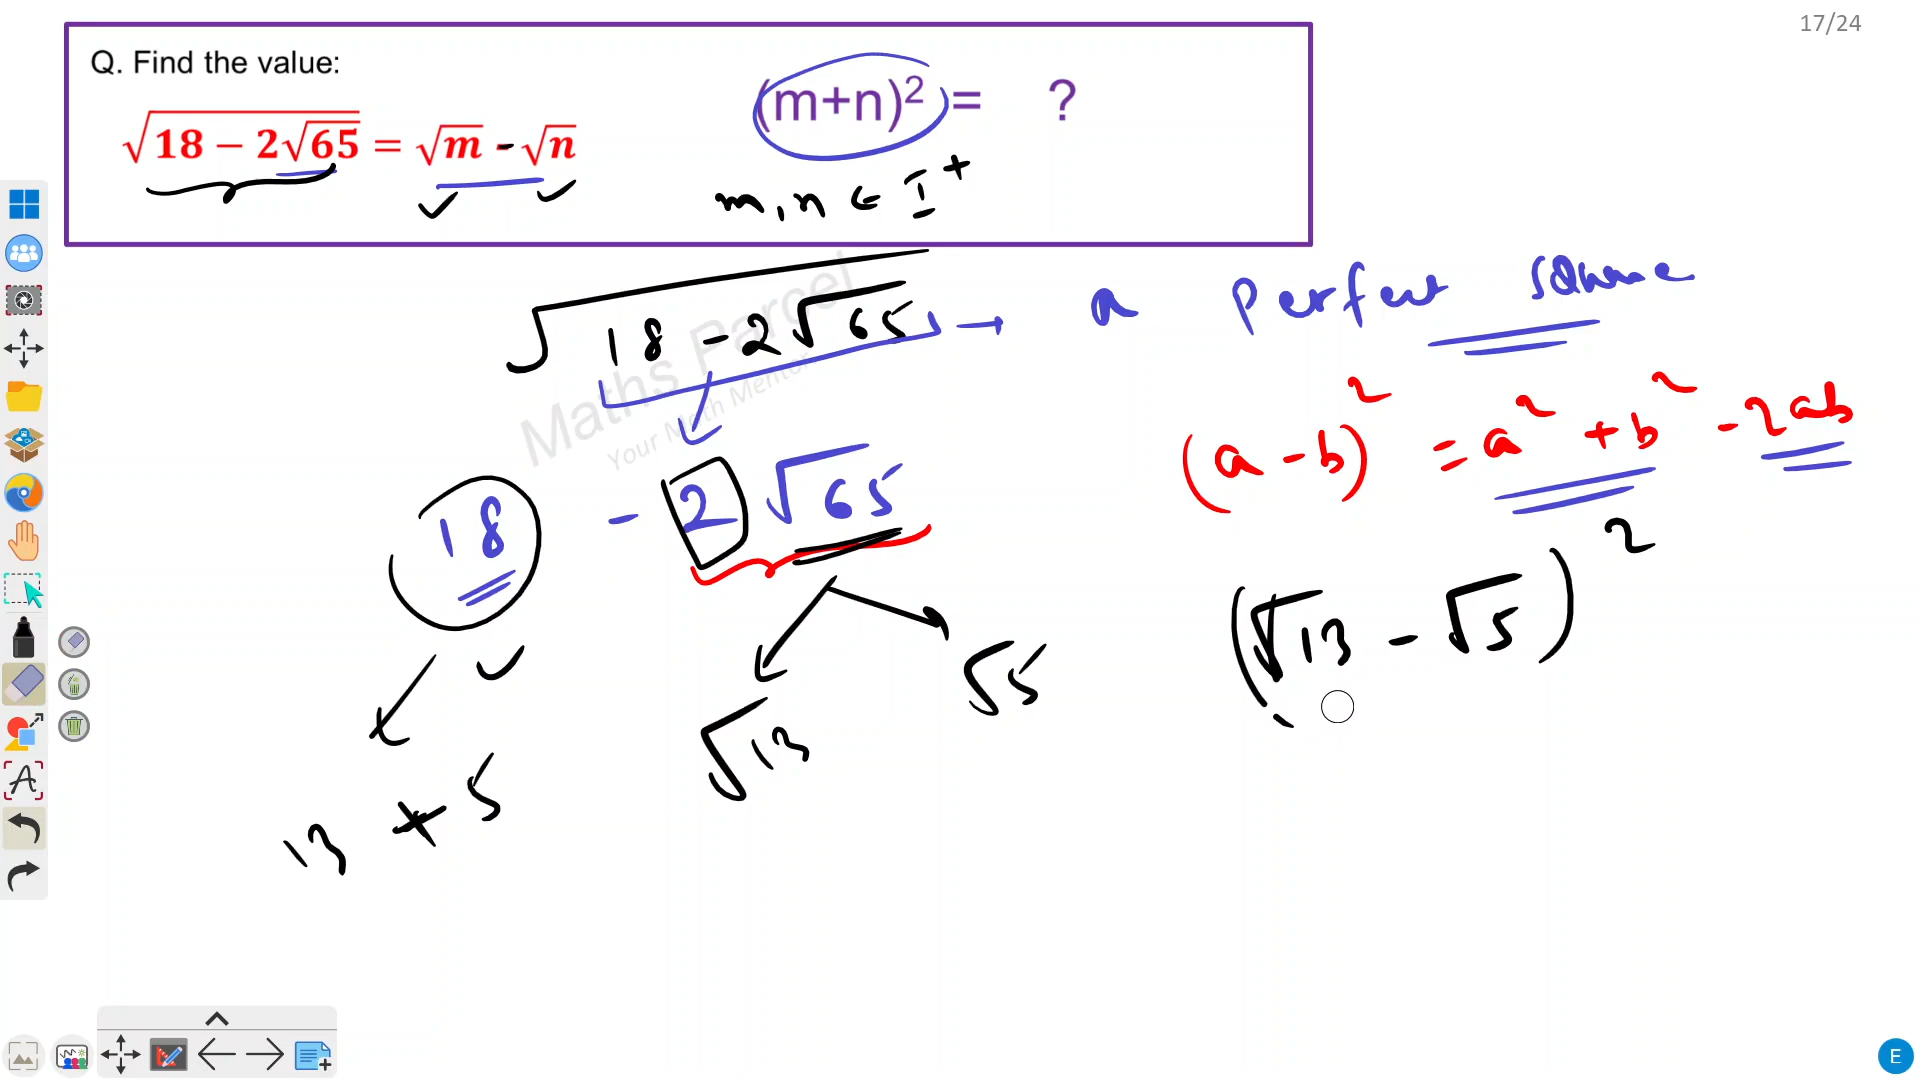 17/24
Q. Find the value:
√(18 − 2√65) = √m - √n
(m+n)² = ?
m, n ∈ I⁺
√(18 − 2√65) → a perfect square
Maths Parcel
Your Math Mentor
(a − b)² = a² + b² − 2ab
18 − 2 √65
(√13 − √5)²
√13 √5
13 + 5
E